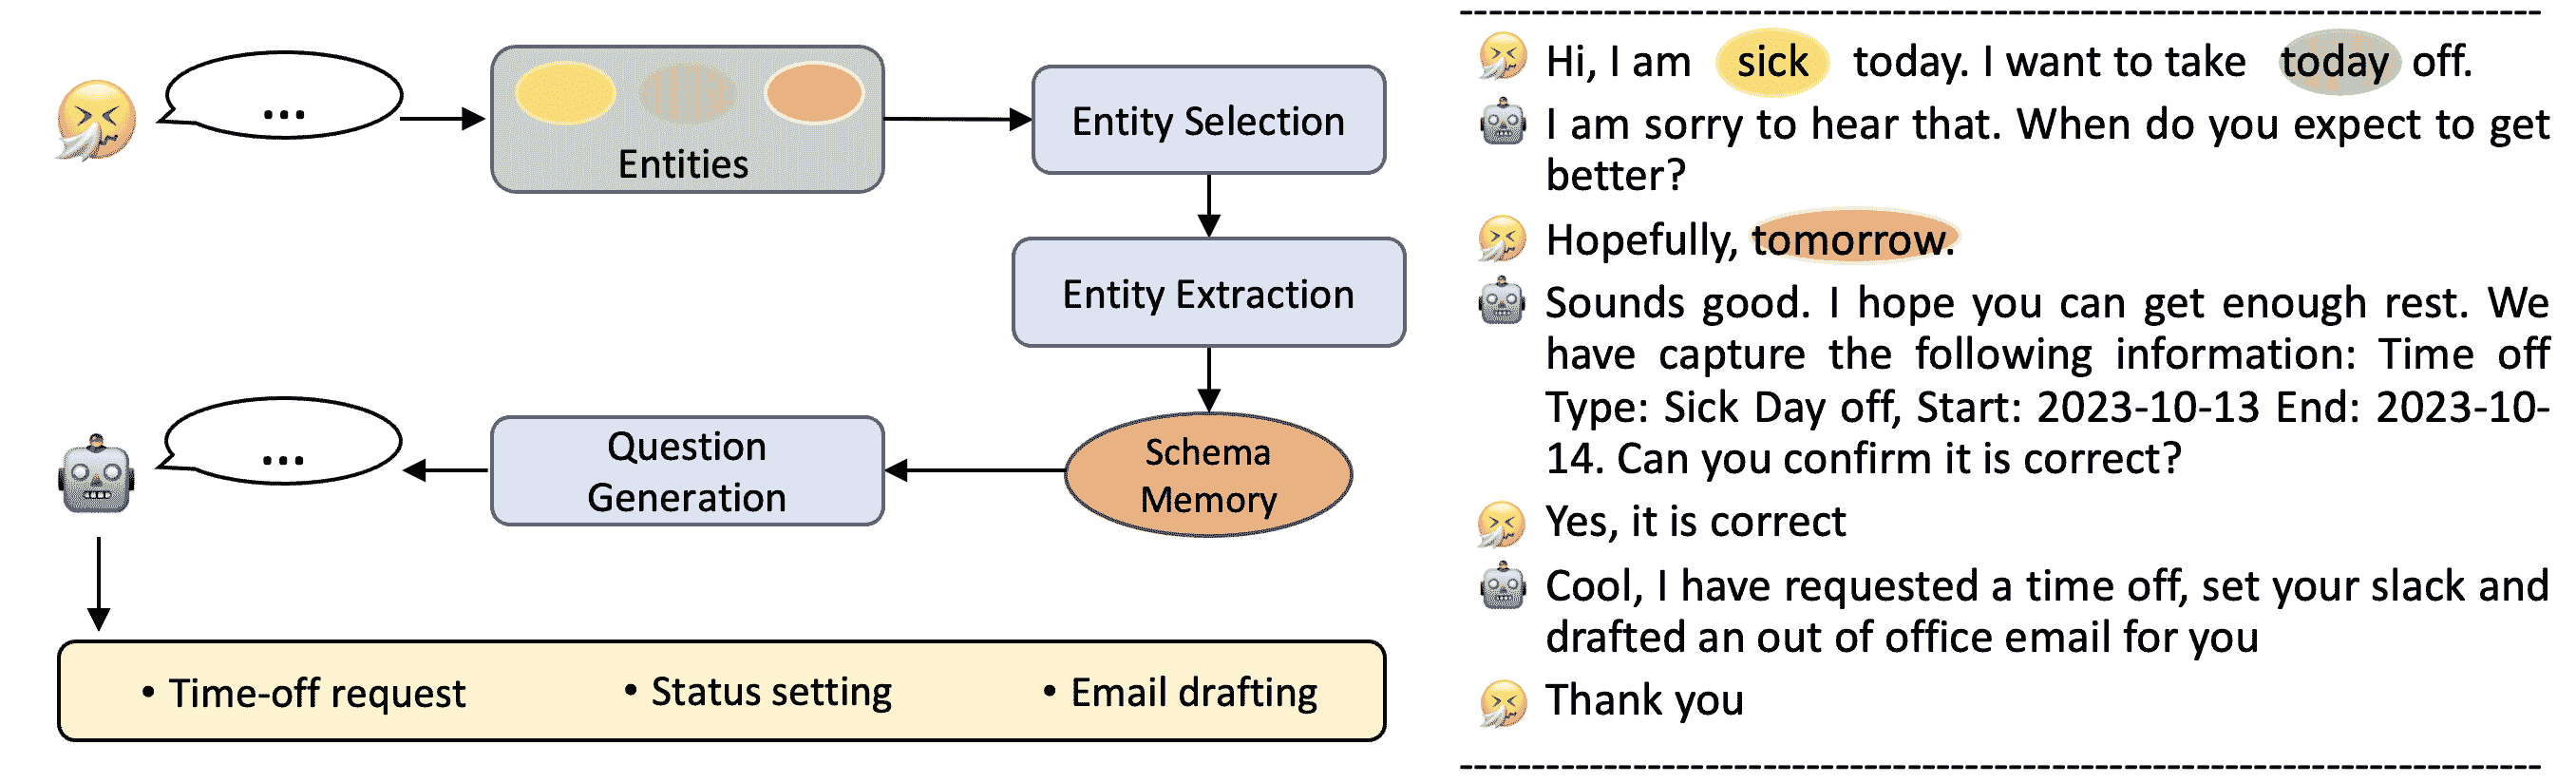 ...
Entities
Entity Selection
Entity Extraction
Schema
Memory
Question
Generation
...
• Time-off request
• Status setting
• Email drafting
Hi, I am sick today. I want to take today off.
I am sorry to hear that. When do you expect to get
better?
Hopefully, tomorrow.
Sounds good. I hope you can get enough rest. We
have capture the following information: Time off
Type: Sick Day off, Start: 2023-10-13 End: 2023-10-
14. Can you confirm it is correct?
Yes, it is correct
Cool, I have requested a time off, set your slack and
drafted an out of office email for you
Thank you